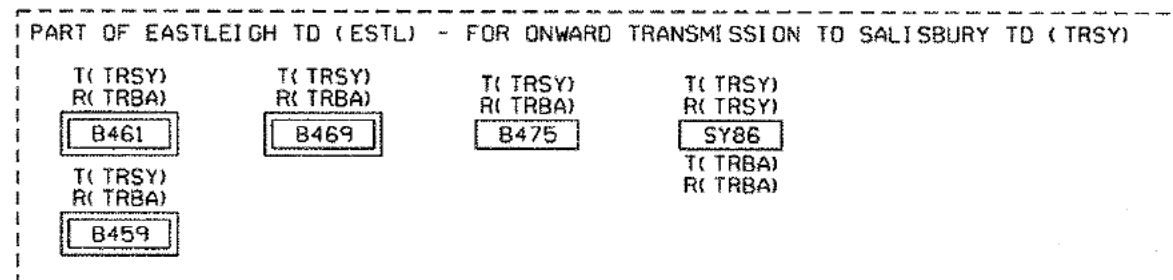 PART OF EASTLEIGH TD (ESTL) - FOR ONWARD TRANSMISSION TO SALISBURY TD (TRSY)
T(TRSY) T(TRSY) T(TRSY) T(TRSY)
R(TRBA) R(TRBA) R(TRBA) R(TRSY)
B461 B469 B475 SY86
T(TRSY) T(TRBA)
R(TRBA) R(TRBA)
B459